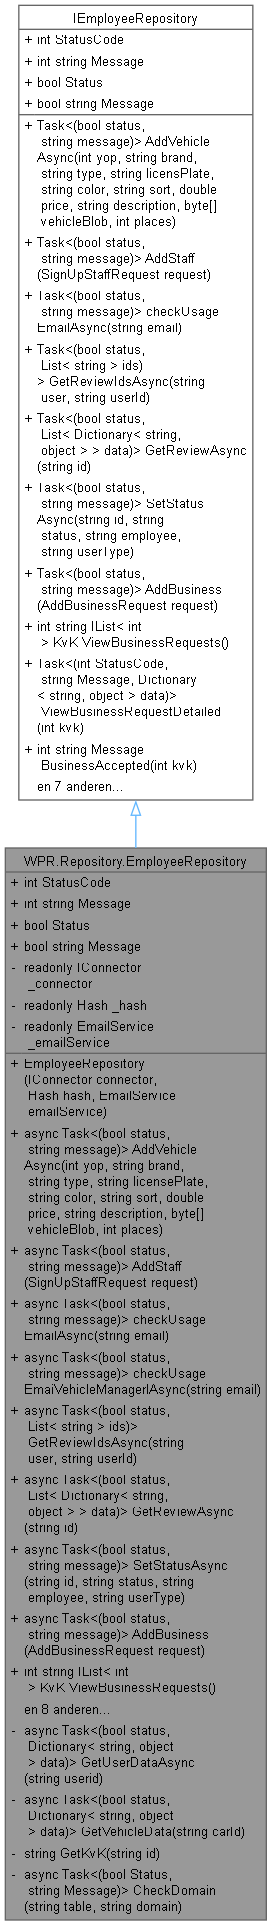 IEmployeeRepository
+ int StatusCode
+ int string Message
+ bool Status
+ bool string Message
+ Task<(bool status,
string message)> AddVehicle
Async(int yop, string brand,
string type, string licensPlate,
string color, string sort, double
price, string description, byte[]
vehicleBlob, int places)
+ Task<(bool status,
string message)> AddStaff
(SignUpStaffRequest request)
+ Task<(bool status,
string message)> checkUsage
EmailAsync(string email)
+ Task<(bool status,
List< string > ids)
> GetReviewIdsAsync(string
user, string userId)
+ Task<(bool status,
List< Dictionary< string,
object > > data)> GetReviewAsync
(string id)
+ Task<(bool status,
string message)> SetStatus
Async(string id, string
status, string employee,
string userType)
+ Task<(bool status,
string message)> AddBusiness
(AddBusinessRequest request)
+ int string IList< int
> KvK ViewBusinessRequests()
+ Task<(int StatusCode,
string Message, Dictionary
< string, object > data)>
ViewBusinessRequestDetailed
(int kvk)
+ int string Message
BusinessAccepted(int kvk)
en 7 anderen...
WPR.Repository.EmployeeRepository
+ int StatusCode
+ int string Message
+ bool Status
+ bool string Message
- readonly IConnector
_connector
- readonly Hash _hash
- readonly EmailService
_emailService
+ EmployeeRepository
(IConnector connector,
Hash hash, EmailService
emailService)
+ async Task<(bool status,
string message)> AddVehicle
Async(int yop, string brand,
string type, string licensePlate,
string color, string sort, double
price, string description, byte[]
vehicleBlob, int places)
+ async Task<(bool status,
string message)> AddStaff
(SignUpStaffRequest request)
+ async Task<(bool status,
string message)> checkUsage
EmailAsync(string email)
+ async Task<(bool status,
string message)> checkUsage
EmaiVehicleManagerlAsync(string email)
+ async Task<(bool status,
List< string > ids)>
GetReviewIdsAsync(string
user, string userId)
+ async Task<(bool status,
List< Dictionary< string,
object > > data)> GetReviewAsync
(string id)
+ async Task<(bool status,
string message)> SetStatusAsync
(string id, string status, string
employee, string userType)
+ async Task<(bool status,
string message)> AddBusiness
(AddBusinessRequest request)
+ int string IList< int
> KvK ViewBusinessRequests()
en 8 anderen...
- async Task<(bool status,
Dictionary< string, object
> data)> GetUserDataAsync
(string userid)
- async Task<(bool status,
Dictionary< string, object
> data)> GetVehicleData(string carId)
- string GetKvK(string id)
- async Task<(bool Status,
string Message)> CheckDomain
(string table, string domain)